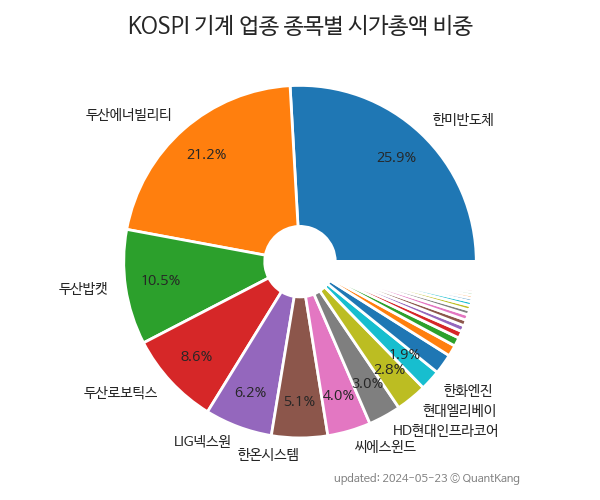 KOSPI 기계 업종 종목별 시가총액 비중
한미반도체
25.9%
두산에너빌리티
21.2%
두산밥캣
10.5%
두산로보틱스
8.6%
LIG넥스원
6.2%
한온시스템
5.1%
씨에스윈드
4.0%
HD현대인프라코어
3.0%
현대엘리베이
2.8%
한화엔진
1.9%
updated: 2024-05-23 © QuantKang